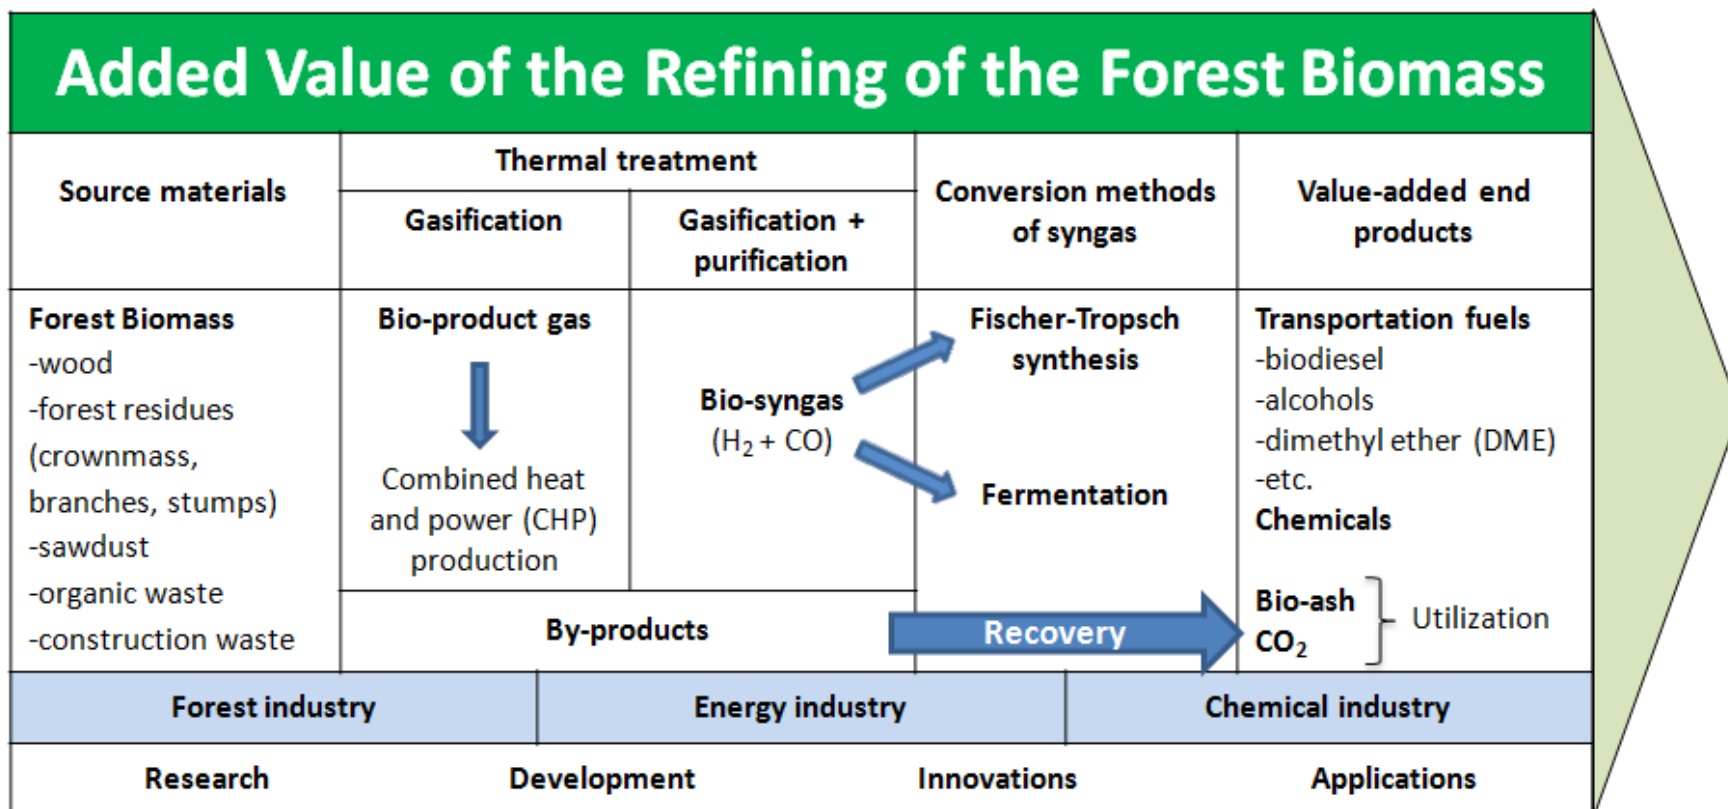 Added Value of the Refining of the Forest Biomass
Source materials
Thermal treatment
Gasification
Gasification +
purification
Conversion methods
of syngas
Value-added end
products
Forest Biomass
-wood
-forest residues
(crownmass,
branches, stumps)
-sawdust
-organic waste
-construction waste
Bio-product gas
Combined heat
and power (CHP)
production
Bio-syngas
(H₂ + CO)
By-products
Fischer-Tropsch
synthesis
Fermentation
Recovery
Transportation fuels
-biodiesel
-alcohols
-dimethyl ether (DME)
-etc.
Chemicals
Bio-ash
CO₂
Utilization
Forest industry
Energy industry
Chemical industry
Research
Development
Innovations
Applications